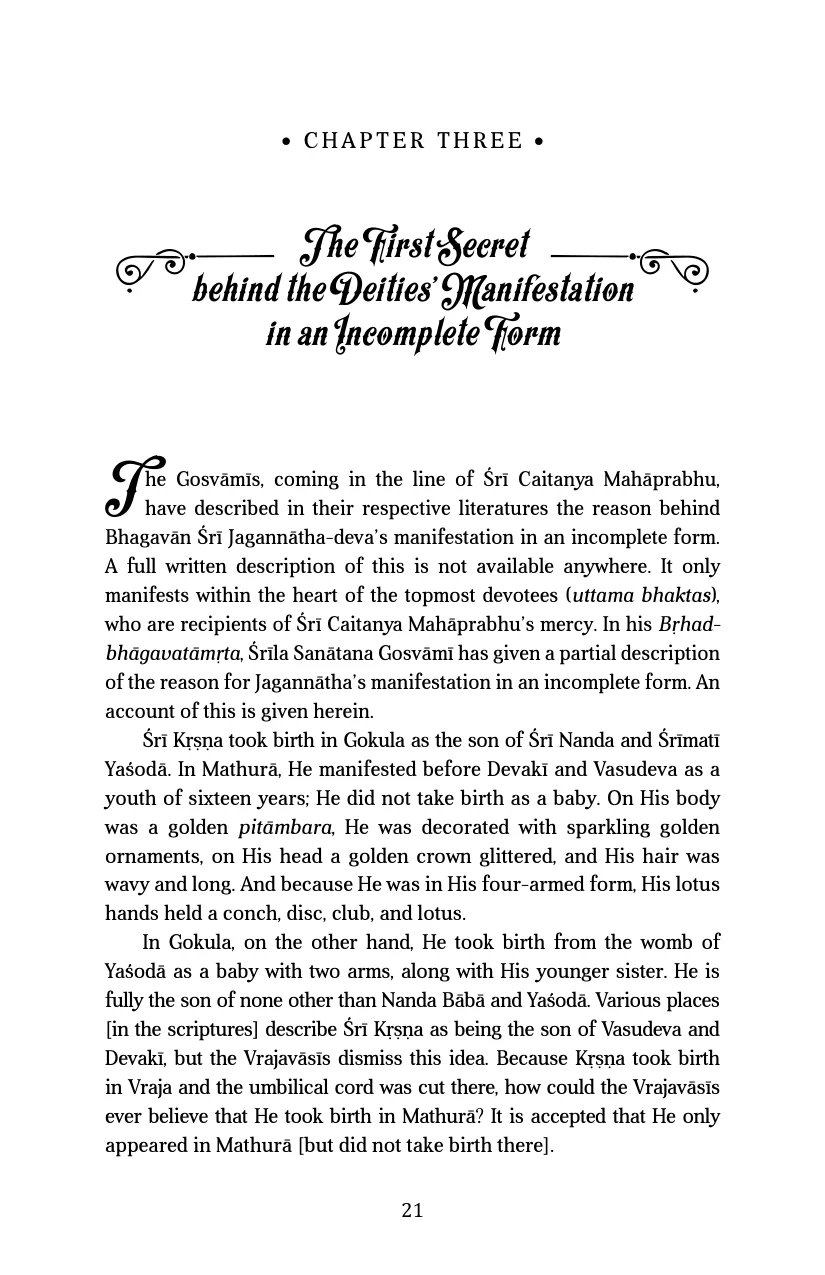 • CHAPTER THREE •
The First Secret
behind the Deities’ Manifestation
in an Incomplete Form
The Gosvāmīs, coming in the line of Śrī Caitanya Mahāprabhu,
have described in their respective literatures the reason behind
Bhagavān Śrī Jagannātha-deva’s manifestation in an incomplete form.
A full written description of this is not available anywhere. It only
manifests within the heart of the topmost devotees (uttama bhaktas),
who are recipients of Śrī Caitanya Mahāprabhu’s mercy. In his Bṛhad-
bhāgavatāmṛta, Śrīla Sanātana Gosvāmī has given a partial description
of the reason for Jagannātha’s manifestation in an incomplete form. An
account of this is given herein.
Śrī Kṛṣṇa took birth in Gokula as the son of Śrī Nanda and Śrīmatī
Yaśodā. In Mathurā, He manifested before Devakī and Vasudeva as a
youth of sixteen years; He did not take birth as a baby. On His body
was a golden pitāmbara, He was decorated with sparkling golden
ornaments, on His head a golden crown glittered, and His hair was
wavy and long. And because He was in His four-armed form, His lotus
hands held a conch, disc, club, and lotus.
In Gokula, on the other hand, He took birth from the womb of
Yaśodā as a baby with two arms, along with His younger sister. He is
fully the son of none other than Nanda Bābā and Yaśodā. Various places
[in the scriptures] describe Śrī Kṛṣṇa as being the son of Vasudeva and
Devakī, but the Vrajavāsīs dismiss this idea. Because Kṛṣṇa took birth
in Vraja and the umbilical cord was cut there, how could the Vrajavāsīs
ever believe that He took birth in Mathurā? It is accepted that He only
appeared in Mathurā [but did not take birth there].
21